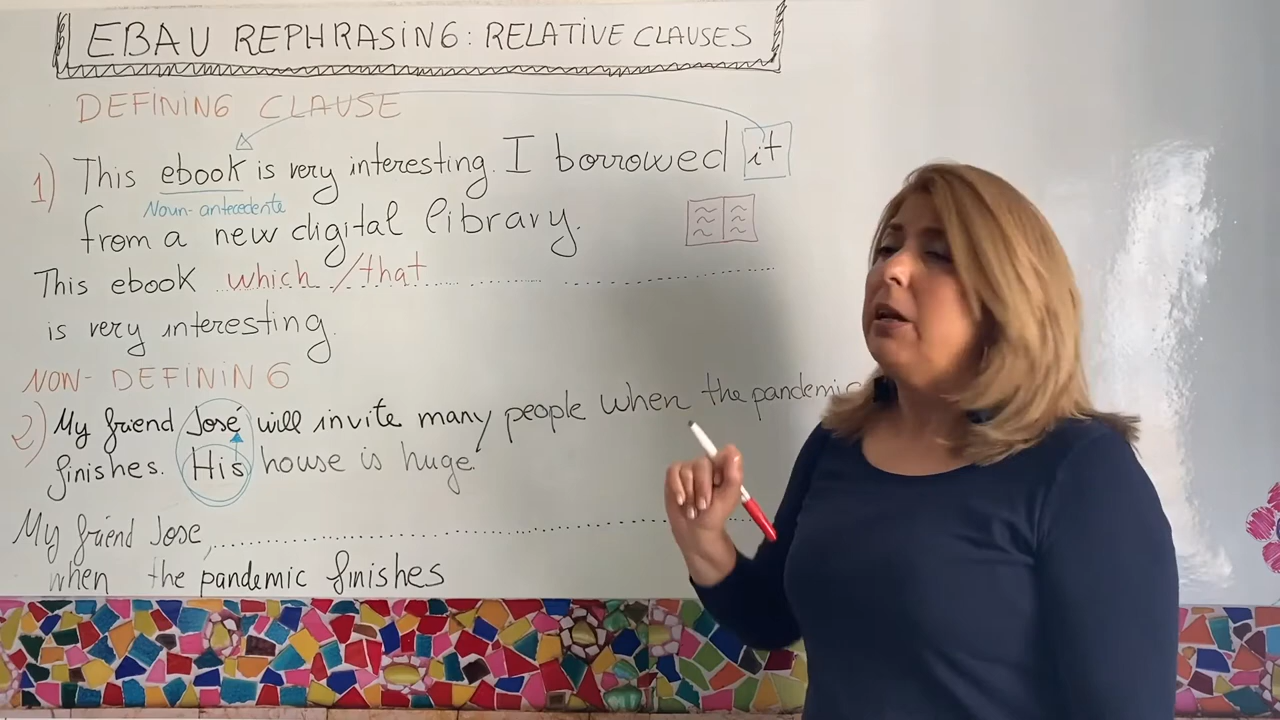 EBAU REPHRASING: RELATIVE CLAUSES
DEFINING CLAUSE
1) This ebook is very interesting. I borrowed it
Noun-antecedente
from a new digital library.
This ebook which/that
is very interesting.
NON-DEFINING
2) My friend José will invite many people when the pandemic
finishes. His house is huge.
My friend Jose, 
when the pandemic finishes